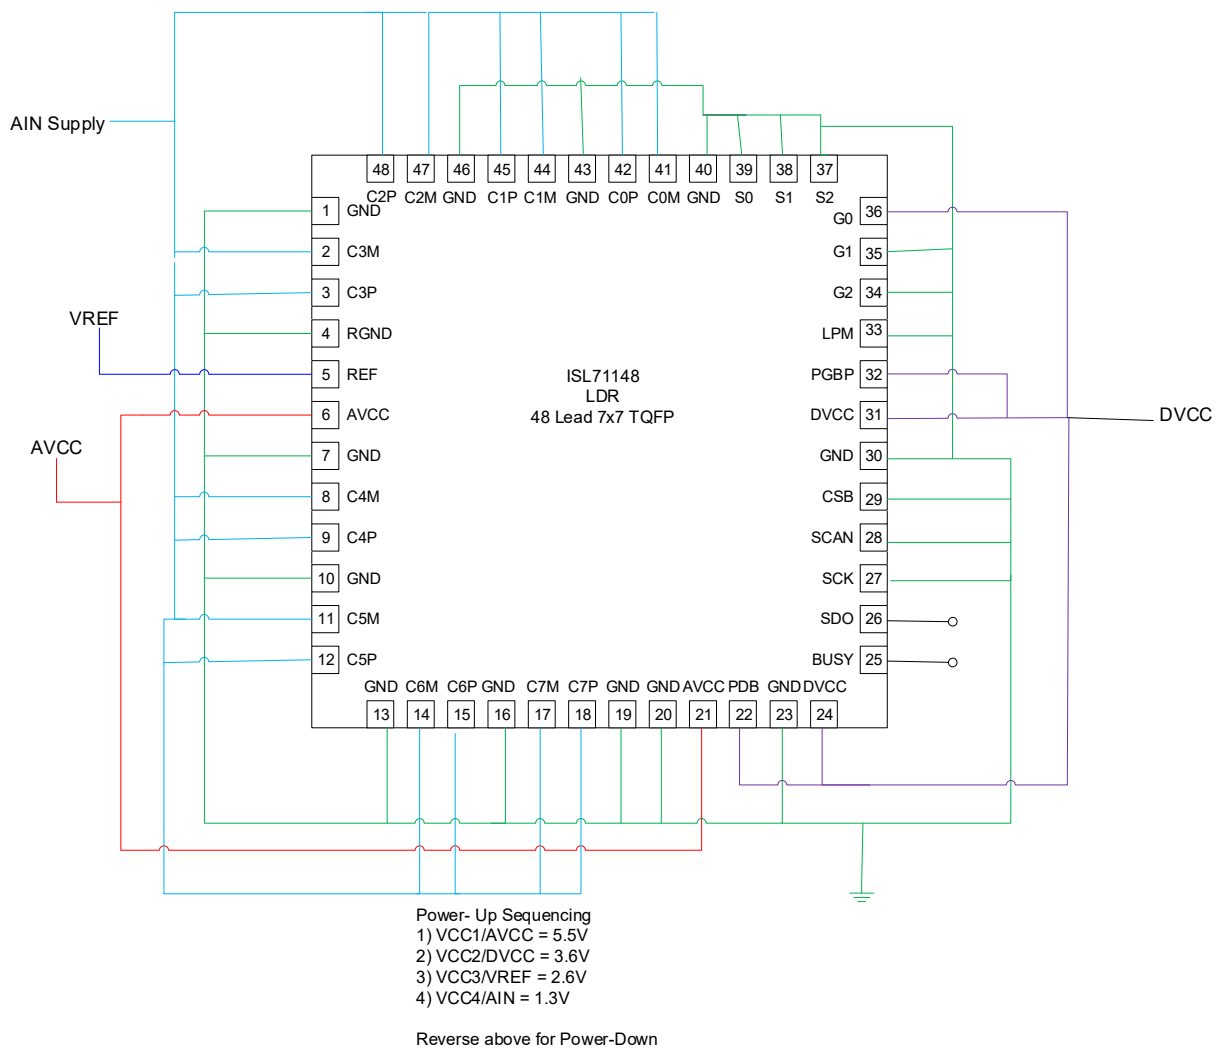 AIN Supply
48 47 46 45 44 43 42 41 40 39 38 37
C2P C2M GND C1P C1M GND C0P C0M GND S0 S1 S2
1 GND
2 C3M
3 C3P
4 RGND
5 REF
6 AVCC
7 GND
8 C4M
9 C4P
10 GND
11 C5M
12 C5P
VREF
AVCC
ISL71148
LDR
48 Lead 7x7 TQFP
G0 36
G1 35
G2 34
LPM 33
PGBP 32
DVCC 31
GND 30
CSB 29
SCAN 28
SCK 27
SDO 26
BUSY 25
DVCC
GND C6M C6P GND C7M C7P GND GND AVCC PDB GND DVCC
13 14 15 16 17 18 19 20 21 22 23 24
Power- Up Sequencing
1) VCC1/AVCC = 5.5V
2) VCC2/DVCC = 3.6V
3) VCC3/VREF = 2.6V
4) VCC4/AIN = 1.3V
Reverse above for Power-Down